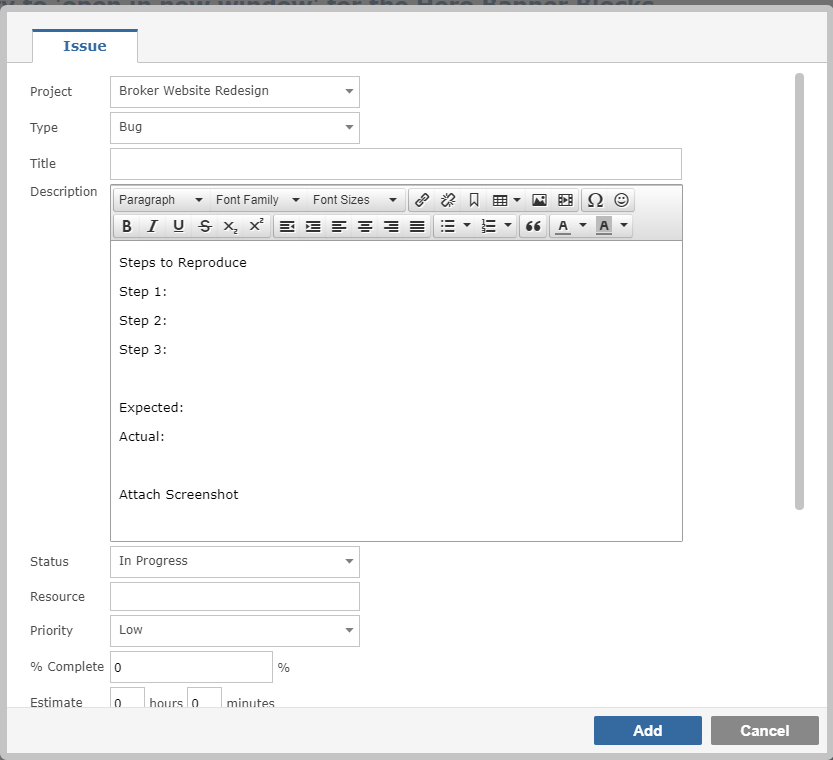 y to 'open in new window' for the Hero Banner Blocks
Issue
Project Broker Website Redesign
Type Bug
Title
Description
Paragraph Font Family Font Sizes
B I U S X₂ X² A A
Steps to Reproduce
Step 1:
Step 2:
Step 3:
Expected:
Actual:
Attach Screenshot
Status In Progress
Resource
Priority Low
% Complete 0 %
Estimate 0 hours 0 minutes
Add Cancel